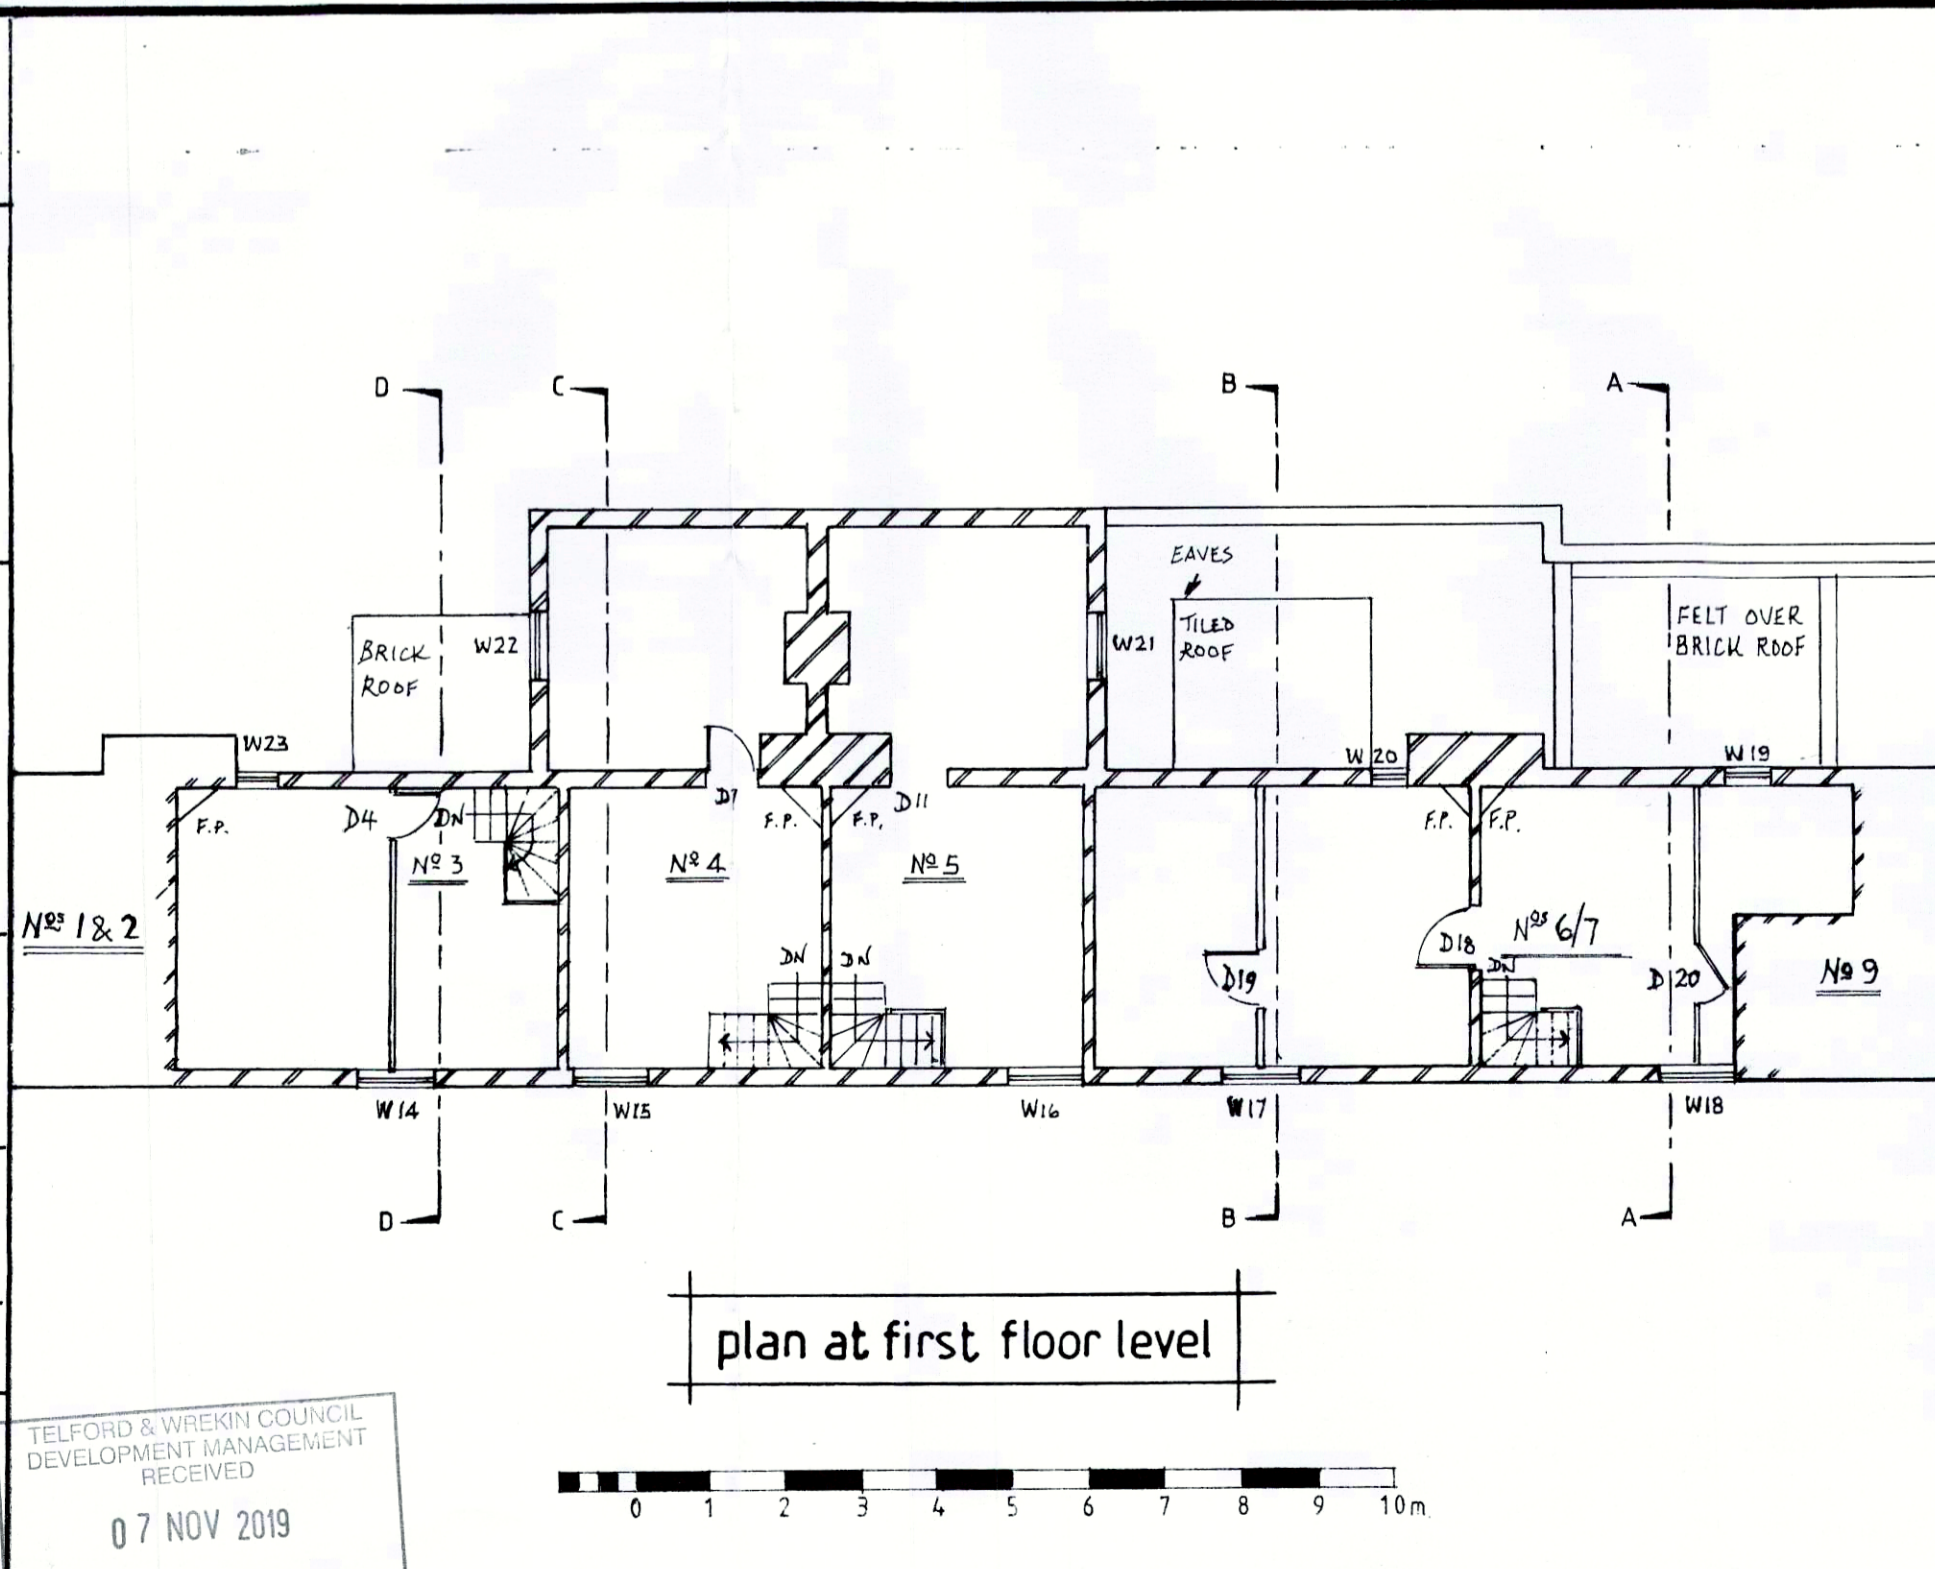 D
C
B
A
EAVES
TILED
ROOF
FELT OVER
BRICK ROOF
BRICK
ROOF
W22
W21
W23
W20
W19
F.P.
D4
DN
D7
F.P.
F.P.
D11
F.P.
F.P.
Nº 3
Nº 4
Nº 5
Nºs 1 & 2
Nºs 6/7
Nº 9
DN
DN
D19
D18
DN
D20
W14
W15
W16
W17
W18
D
C
B
A
plan at first floor level
TELFORD & WREKIN COUNCIL
DEVELOPMENT MANAGEMENT
RECEIVED
07 NOV 2019
0 1 2 3 4 5 6 7 8 9 10m.